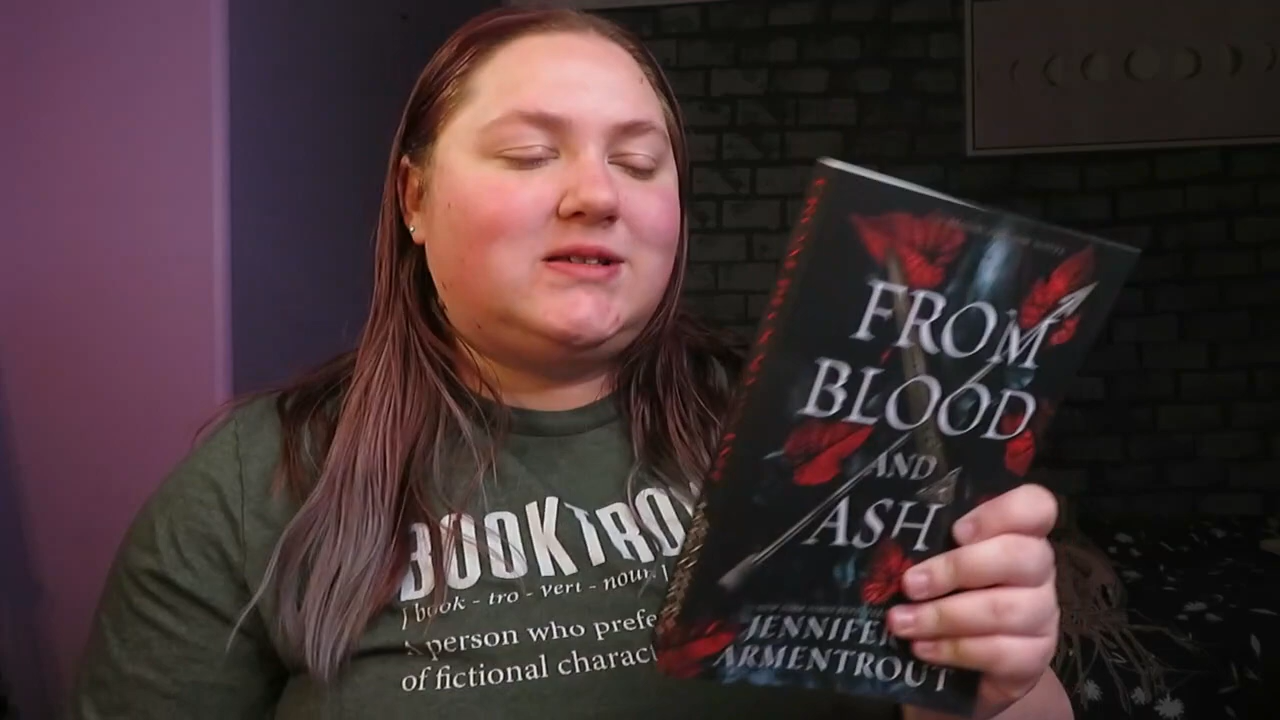 BOOKTRO
/ book - tro - vert - noun.
A person who prefe
of fictional charact
FROM
BLOOD
AND
ASH
JENNIFER
ARMENTROUT